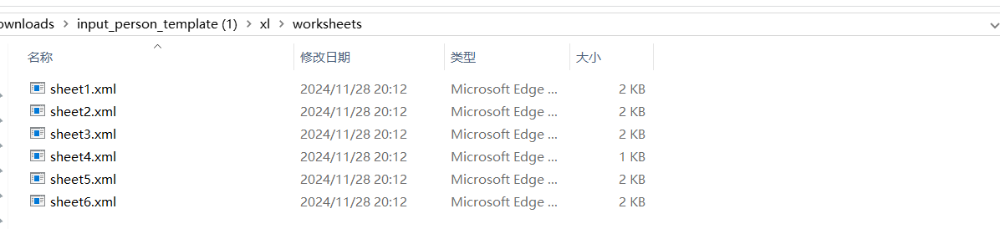 ownloads > input_person_template (1) > xl > worksheets
名称 修改日期 类型 大小
sheet1.xml 2024/11/28 20:12 Microsoft Edge ... 2 KB
sheet2.xml 2024/11/28 20:12 Microsoft Edge ... 2 KB
sheet3.xml 2024/11/28 20:12 Microsoft Edge ... 2 KB
sheet4.xml 2024/11/28 20:12 Microsoft Edge ... 1 KB
sheet5.xml 2024/11/28 20:12 Microsoft Edge ... 2 KB
sheet6.xml 2024/11/28 20:12 Microsoft Edge ... 2 KB